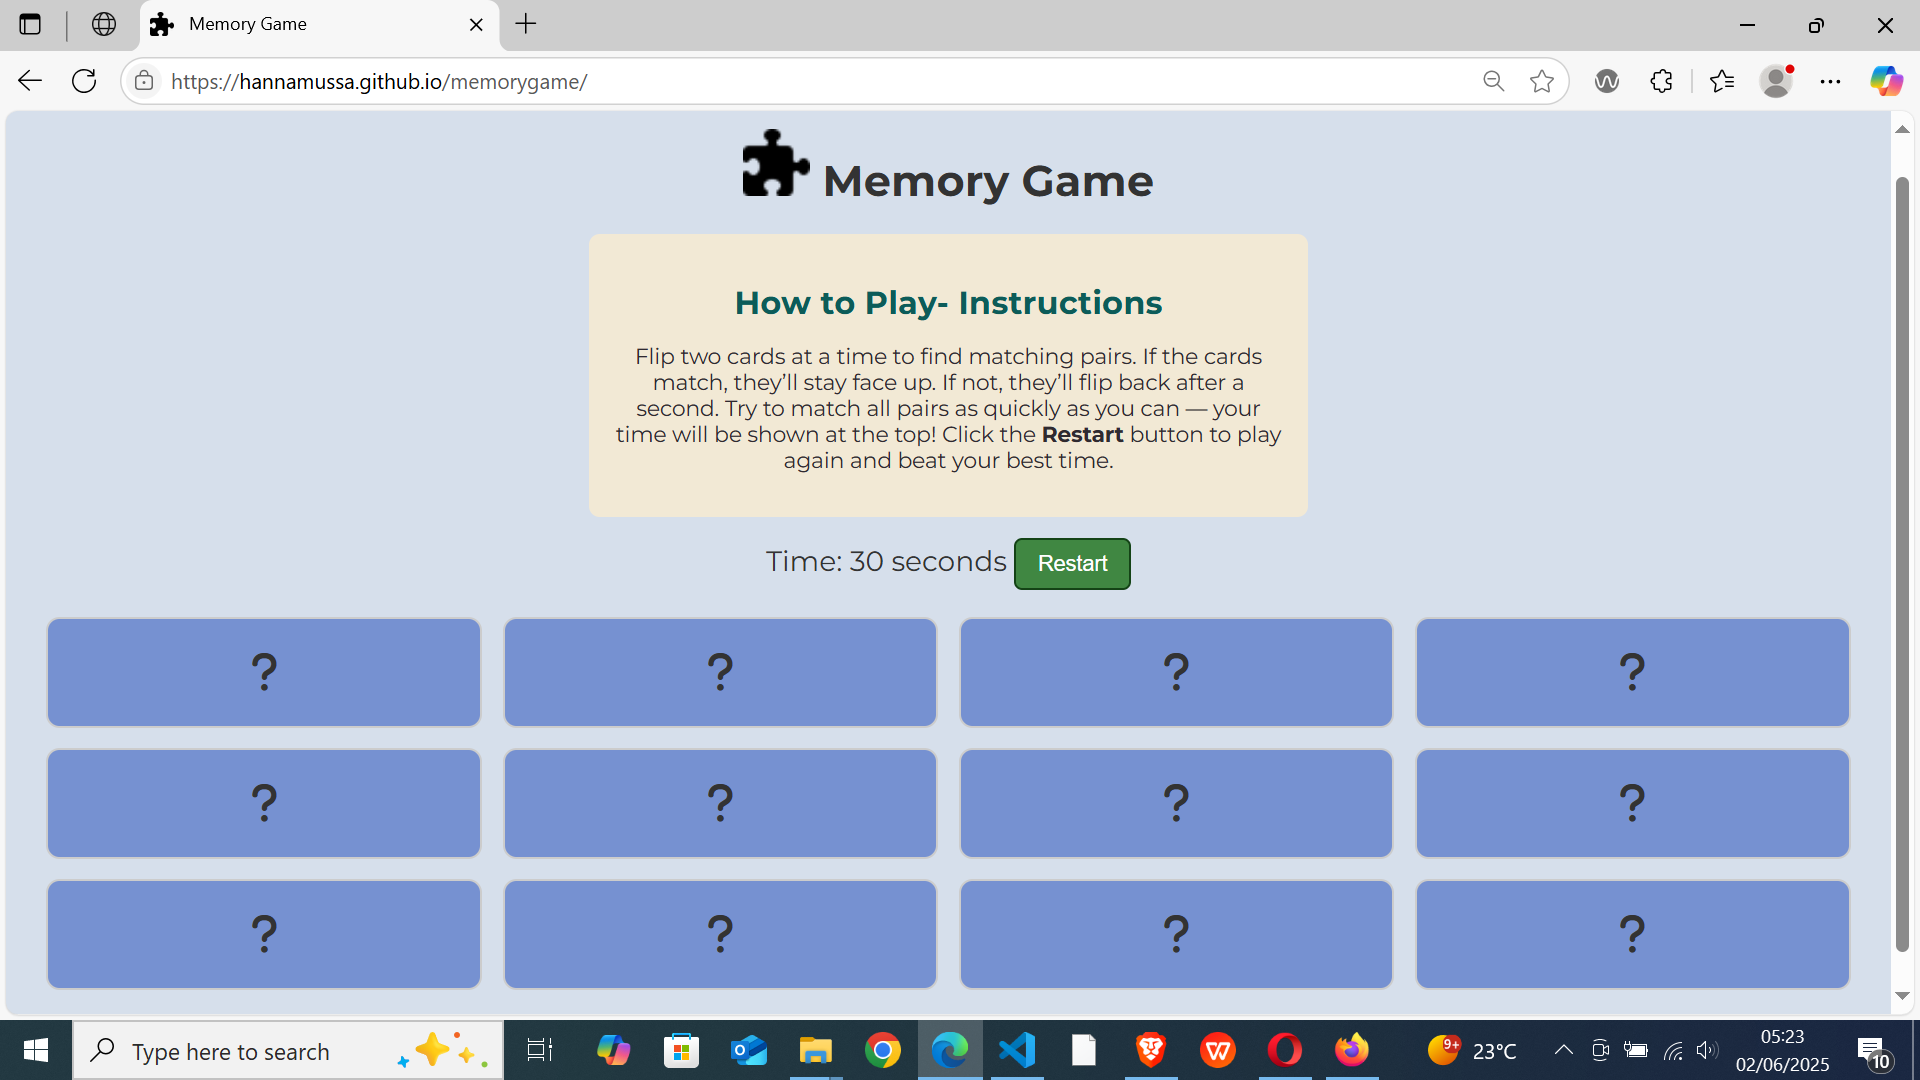 Memory Game
https://hannamussa.github.io/memorygame/
Memory Game
How to Play- Instructions
Flip two cards at a time to find matching pairs. If the cards
match, they’ll stay face up. If not, they’ll flip back after a
second. Try to match all pairs as quickly as you can — your
time will be shown at the top! Click the Restart button to play
again and beat your best time.
Time: 30 seconds Restart
? ? ? ?
? ? ? ?
? ? ? ?
Type here to search
9+ 23°C
05:23
02/06/2025
10